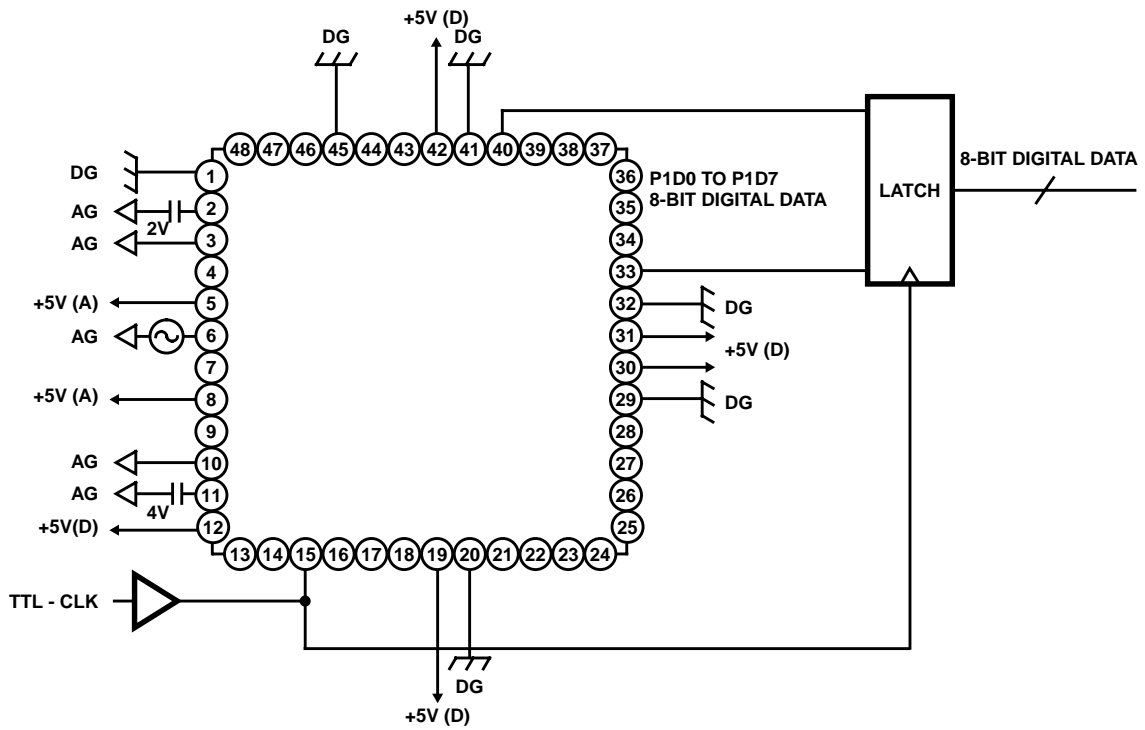 +5V (D)
DG
DG
48 47 46 45 44 43 42 41 40 39 38 37
8-BIT DIGITAL DATA
LATCH
DG
1
36
P1D0 TO P1D7
8-BIT DIGITAL DATA
AG
2V
2
35
AG
3
34
4
33
+5V (A)
5
32
DG
AG
6
31
+5V (D)
7
30
+5V (A)
8
29
DG
9
28
AG
10
27
AG
4V
11
26
+5V(D)
12
25
13 14 15 16 17 18 19 20 21 22 23 24
TTL - CLK
DG
+5V (D)